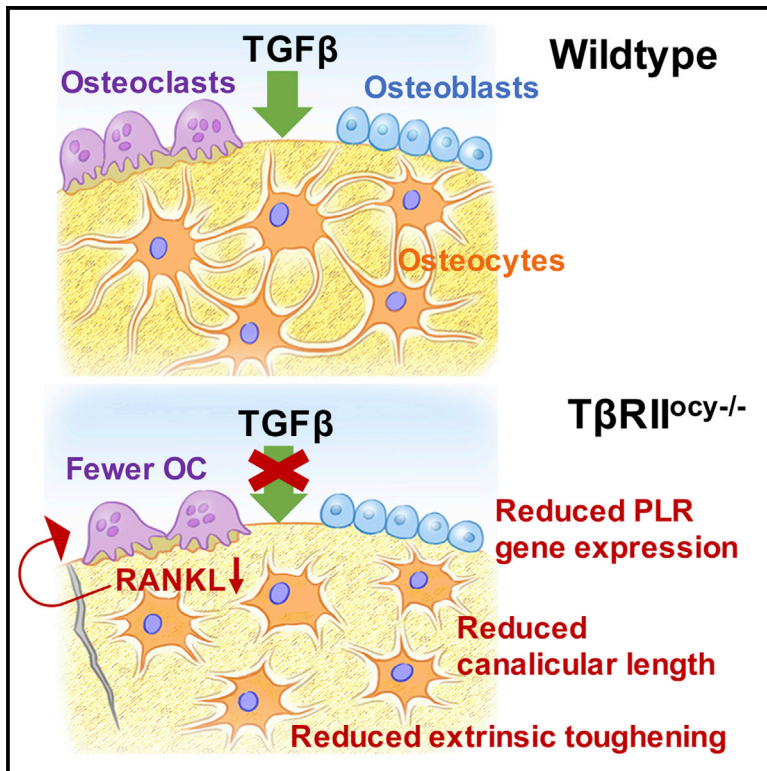 TGFβ
Wildtype
Osteoclasts
Osteoblasts
Osteocytes
TGFβ
TβRIIocy-/-
Fewer OC
Reduced PLR
gene expression
RANKL↓
Reduced
canalicular length
Reduced extrinsic toughening